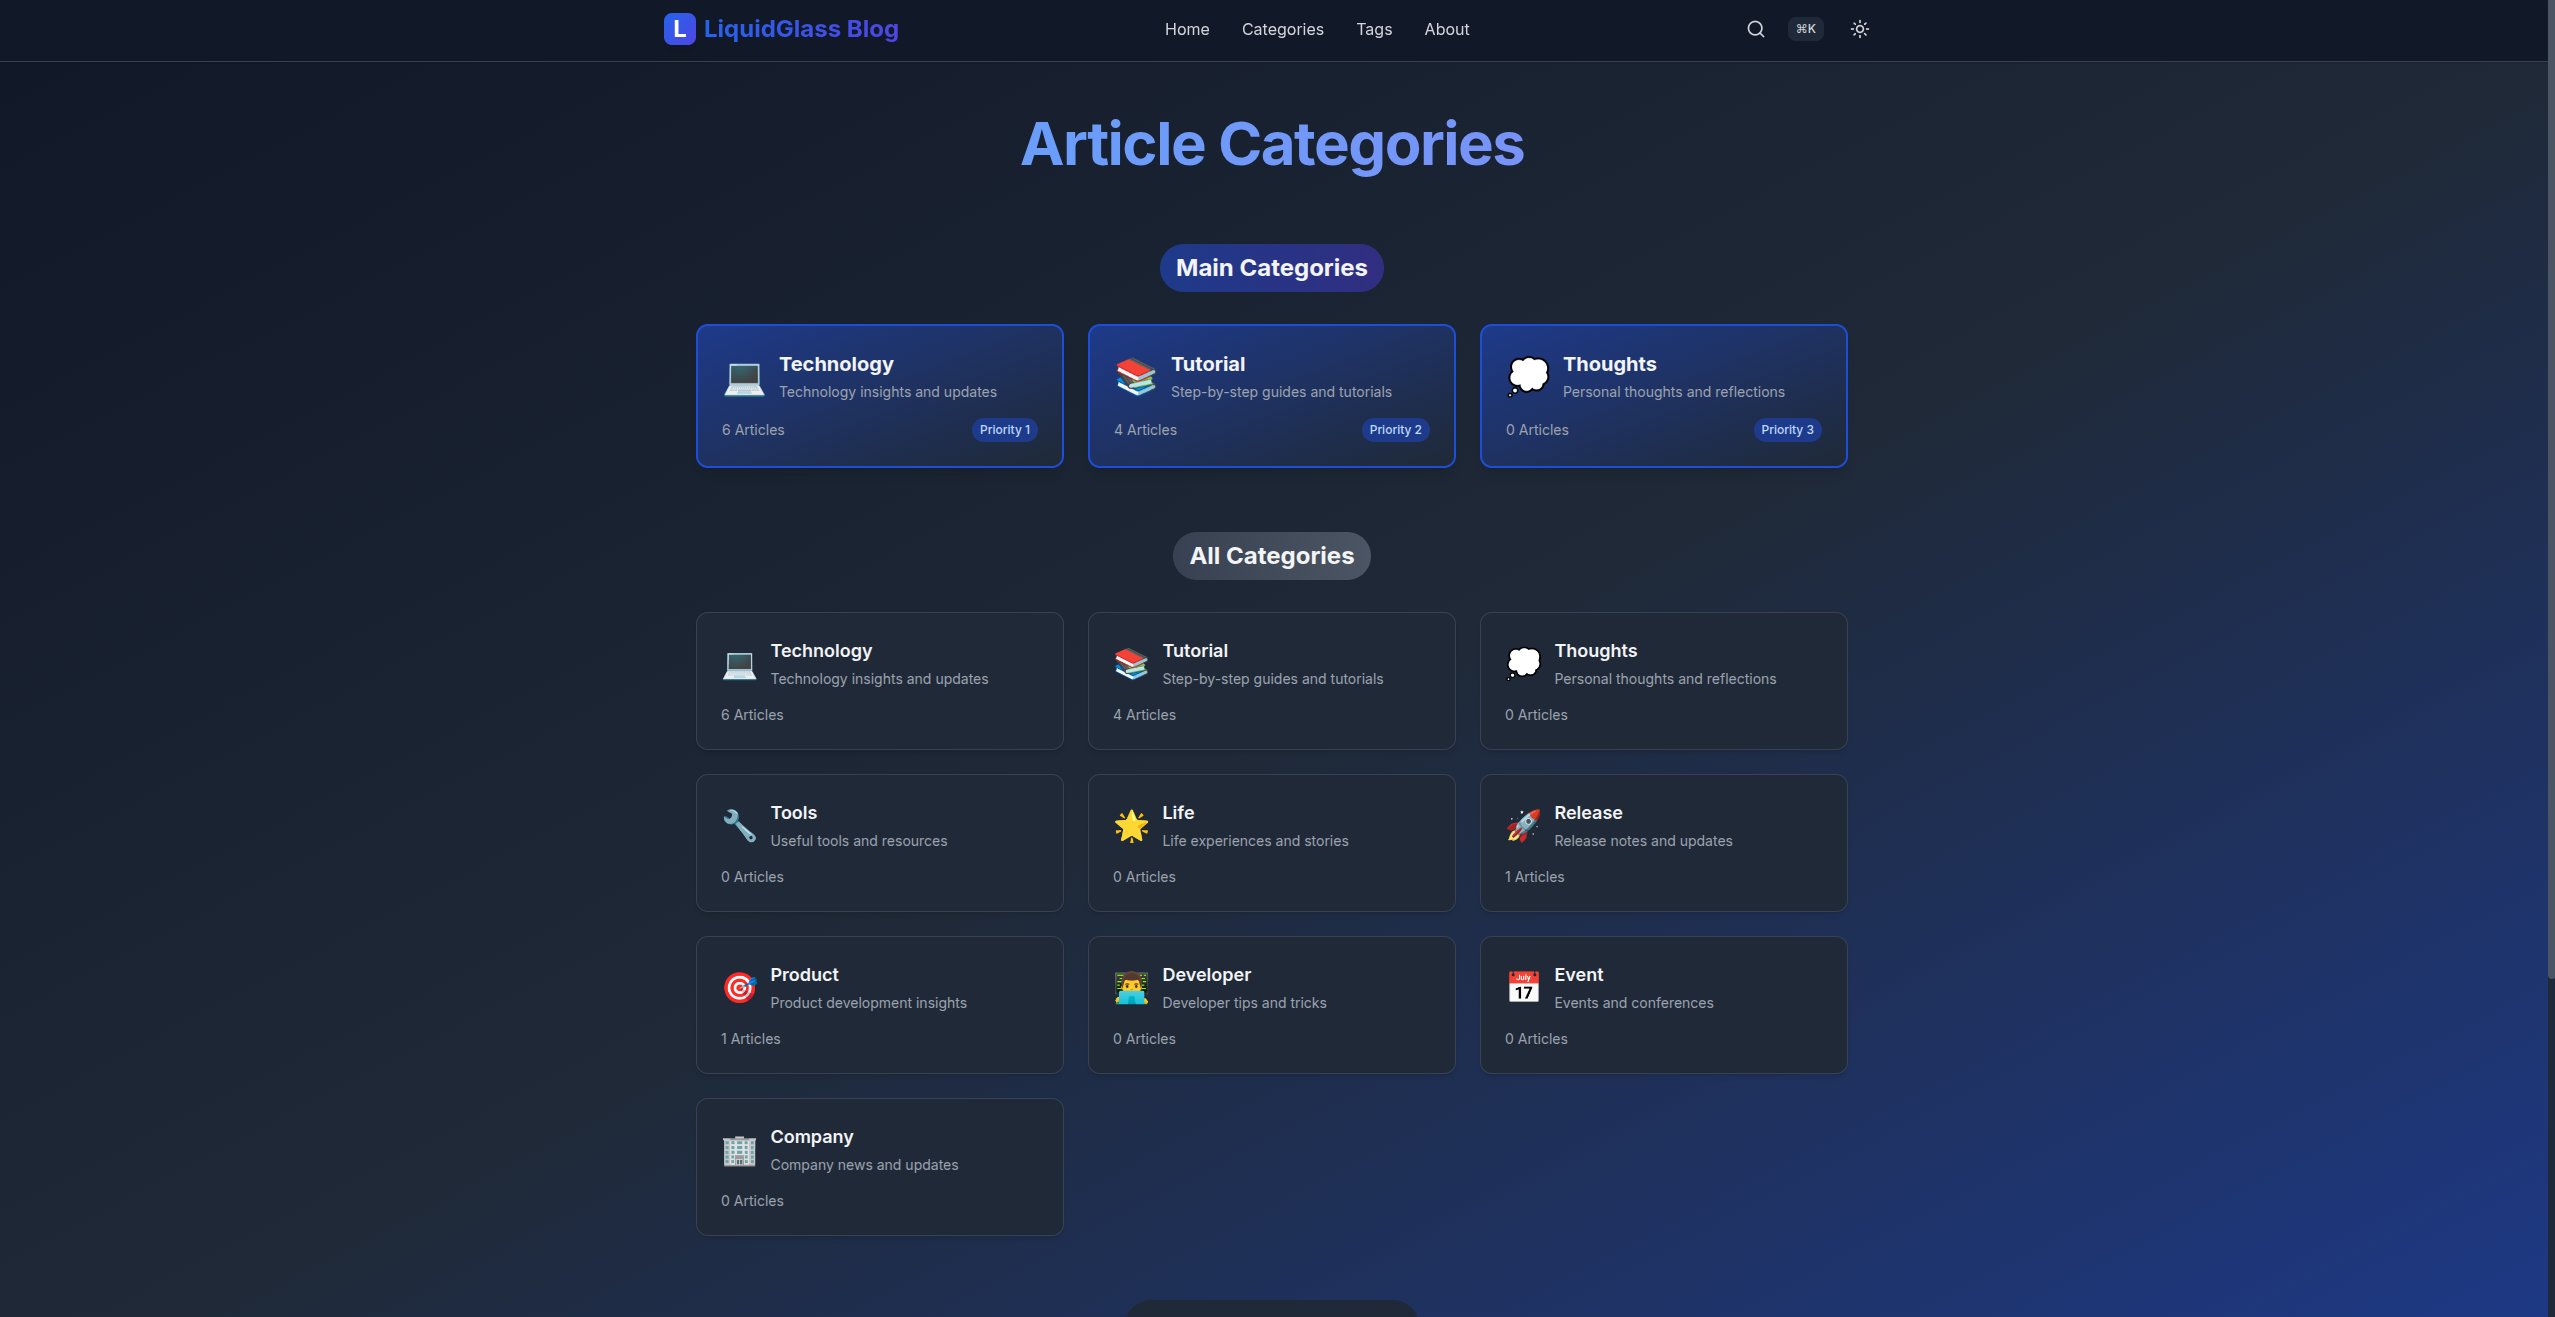 L LiquidGlass Blog
Home Categories Tags About
⌘K
Article Categories
Main Categories
Technology
Technology insights and updates
6 Articles
Priority 1
Tutorial
Step-by-step guides and tutorials
4 Articles
Priority 2
Thoughts
Personal thoughts and reflections
0 Articles
Priority 3
All Categories
Technology
Technology insights and updates
6 Articles
Tutorial
Step-by-step guides and tutorials
4 Articles
Thoughts
Personal thoughts and reflections
0 Articles
Tools
Useful tools and resources
0 Articles
Life
Life experiences and stories
0 Articles
Release
Release notes and updates
1 Articles
Product
Product development insights
1 Articles
Developer
Developer tips and tricks
0 Articles
July
17
Event
Events and conferences
0 Articles
Company
Company news and updates
0 Articles